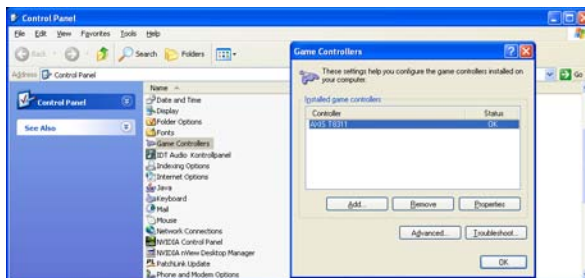 Control Panel
File Edit View Favorites Tools Help
Back Search Folders
Address Control Panel Go
Control Panel
See Also
Name
Date and Time
Display
Folder Options
Fonts
Game Controllers
IDT Audio Kontrollpanel
Indexing Options
Internet Options
Java
Keyboard
Mail
Mouse
Network Connections
NVIDIA Control Panel
NVIDIA nView Desktop Manager
PatchLink Update
Phone and Modem Options
Game Controllers
These settings help you configure the game controllers installed on
your computer.
Installed game controllers
Controller Status
AXIS T8311 OK
Add... Remove Properties
Advanced... Troubleshoot...
OK